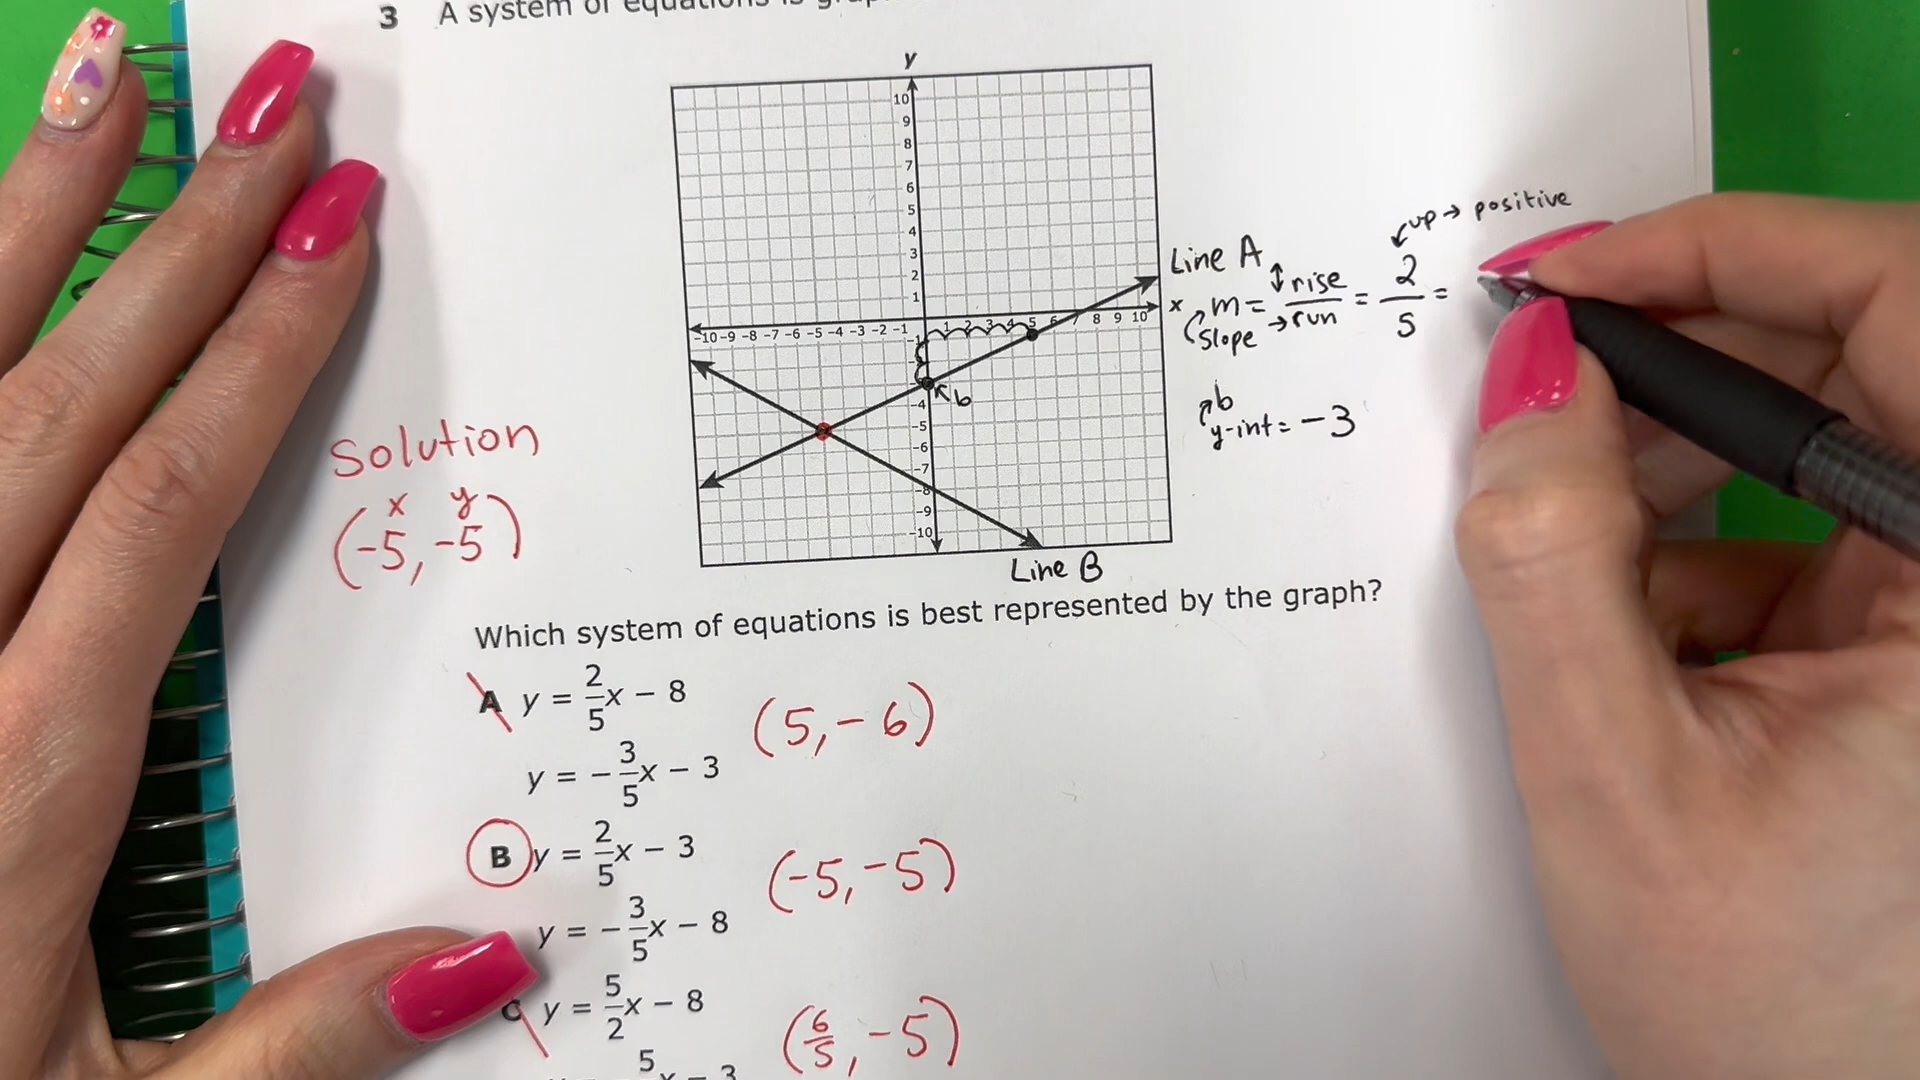 3 A system of equations is
y
10
9
8
7
6
5
4
3
2
1
-10 -9 -8 -7 -6 -5 -4 -3 -2 -1 1 2 3 4 5 6 7 8 9 10 x
-1
-4
-5
-6
-7
-8
-9
-10
b
Line A
Line B
up → positive
m = rise/run = 2/5 =
slope
b
y-int = -3
Solution
x y
(-5, -5)
Which system of equations is best represented by the graph?
A y = 2/5x − 8
(5, -6)
y = −3/5x − 3
B y = 2/5x − 3
(-5, -5)
y = −3/5x − 8
C y = 5/2x − 8
(6/5, -5)
5 x − 3